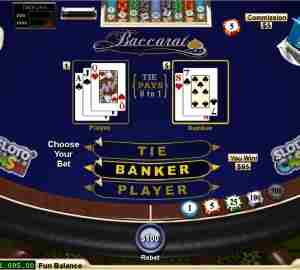 Commission
$5
Baccarat
TIE
PAYS
8 to 1
Player
Banker
Choose
Your
Bet
TIE
BANKER
PLAYER
You Win
$95
SLOTO
SLOTO
1
5
25
100
$100
Rebet
Fun Balance